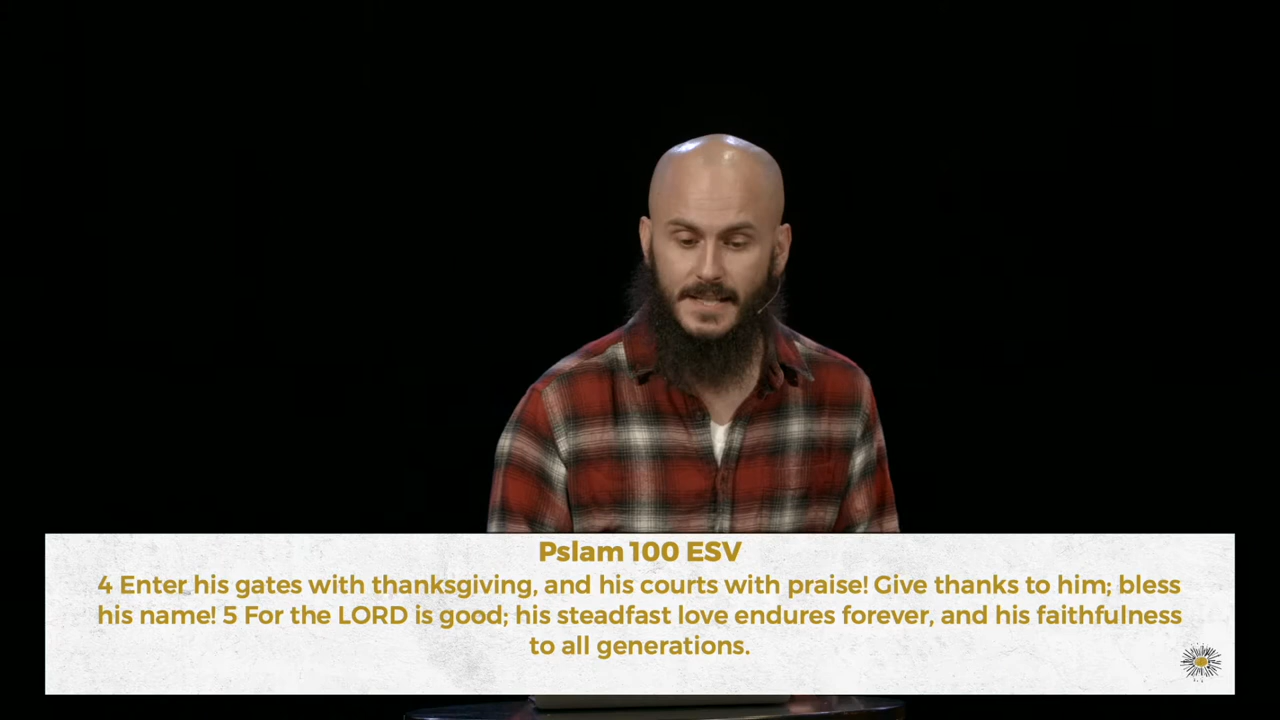 Pslam 100 ESV
4 Enter his gates with thanksgiving, and his courts with praise! Give thanks to him; bless
his name! 5 For the LORD is good; his steadfast love endures forever, and his faithfulness
to all generations.